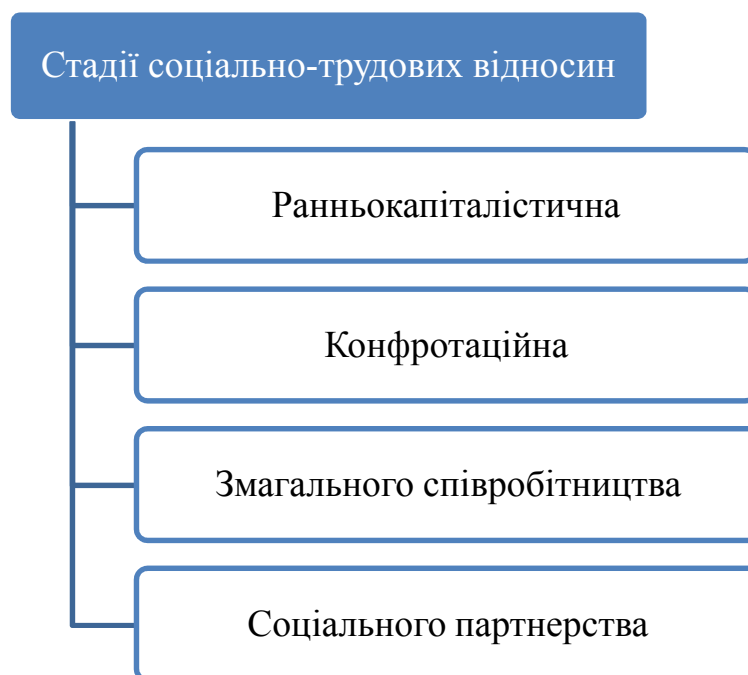 Стадії соціально-трудових відносин
Ранньокапіталістична
Конфротаційна
Змагального співробітництва
Соціального партнерства